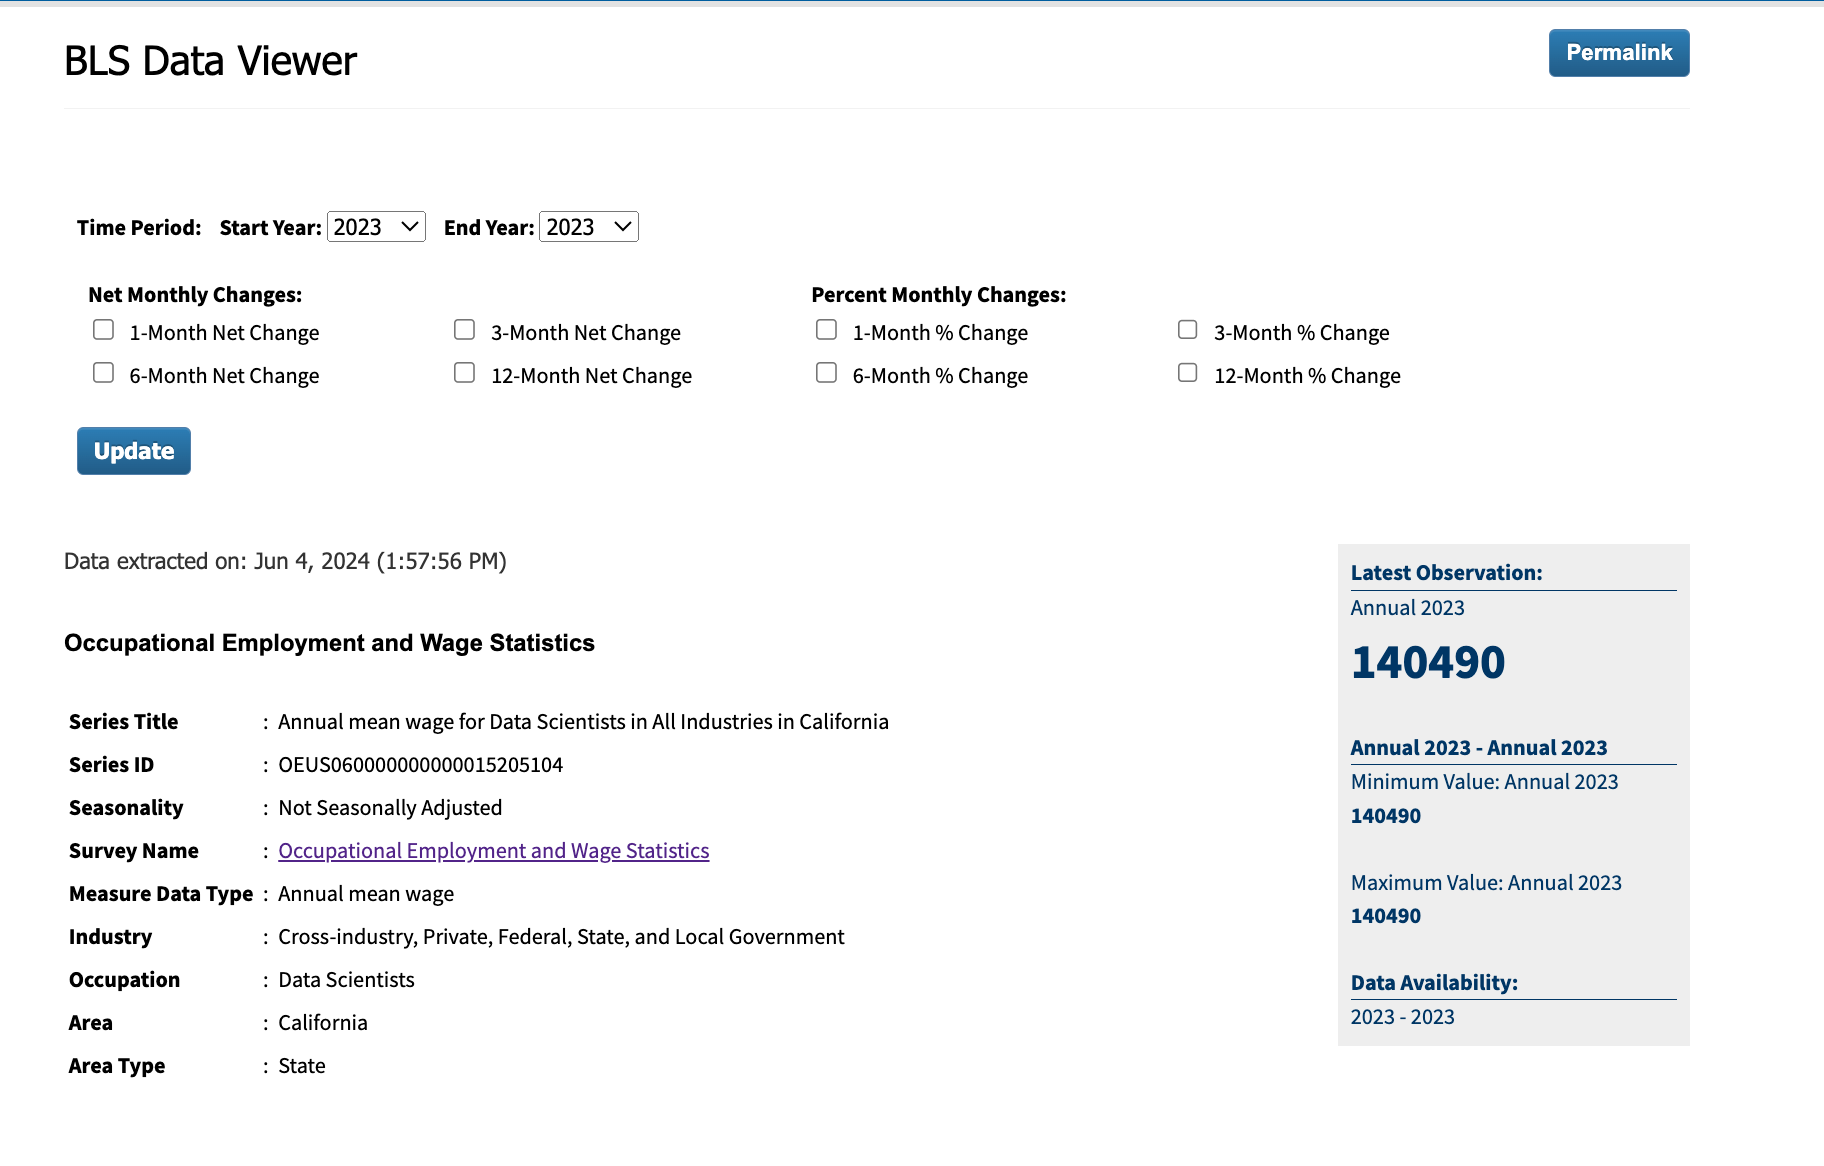 BLS Data Viewer
Permalink
Time Period: Start Year: 2023 End Year: 2023
Net Monthly Changes: Percent Monthly Changes:
1-Month Net Change 3-Month Net Change 1-Month % Change 3-Month % Change
6-Month Net Change 12-Month Net Change 6-Month % Change 12-Month % Change
Update
Data extracted on: Jun 4, 2024 (1:57:56 PM)
Occupational Employment and Wage Statistics
Series Title : Annual mean wage for Data Scientists in All Industries in California
Series ID : OEUS060000000000015205104
Seasonality : Not Seasonally Adjusted
Survey Name : Occupational Employment and Wage Statistics
Measure Data Type : Annual mean wage
Industry : Cross-industry, Private, Federal, State, and Local Government
Occupation : Data Scientists
Area : California
Area Type : State
Latest Observation:
Annual 2023
140490
Annual 2023 - Annual 2023
Minimum Value: Annual 2023
140490
Maximum Value: Annual 2023
140490
Data Availability:
2023 - 2023